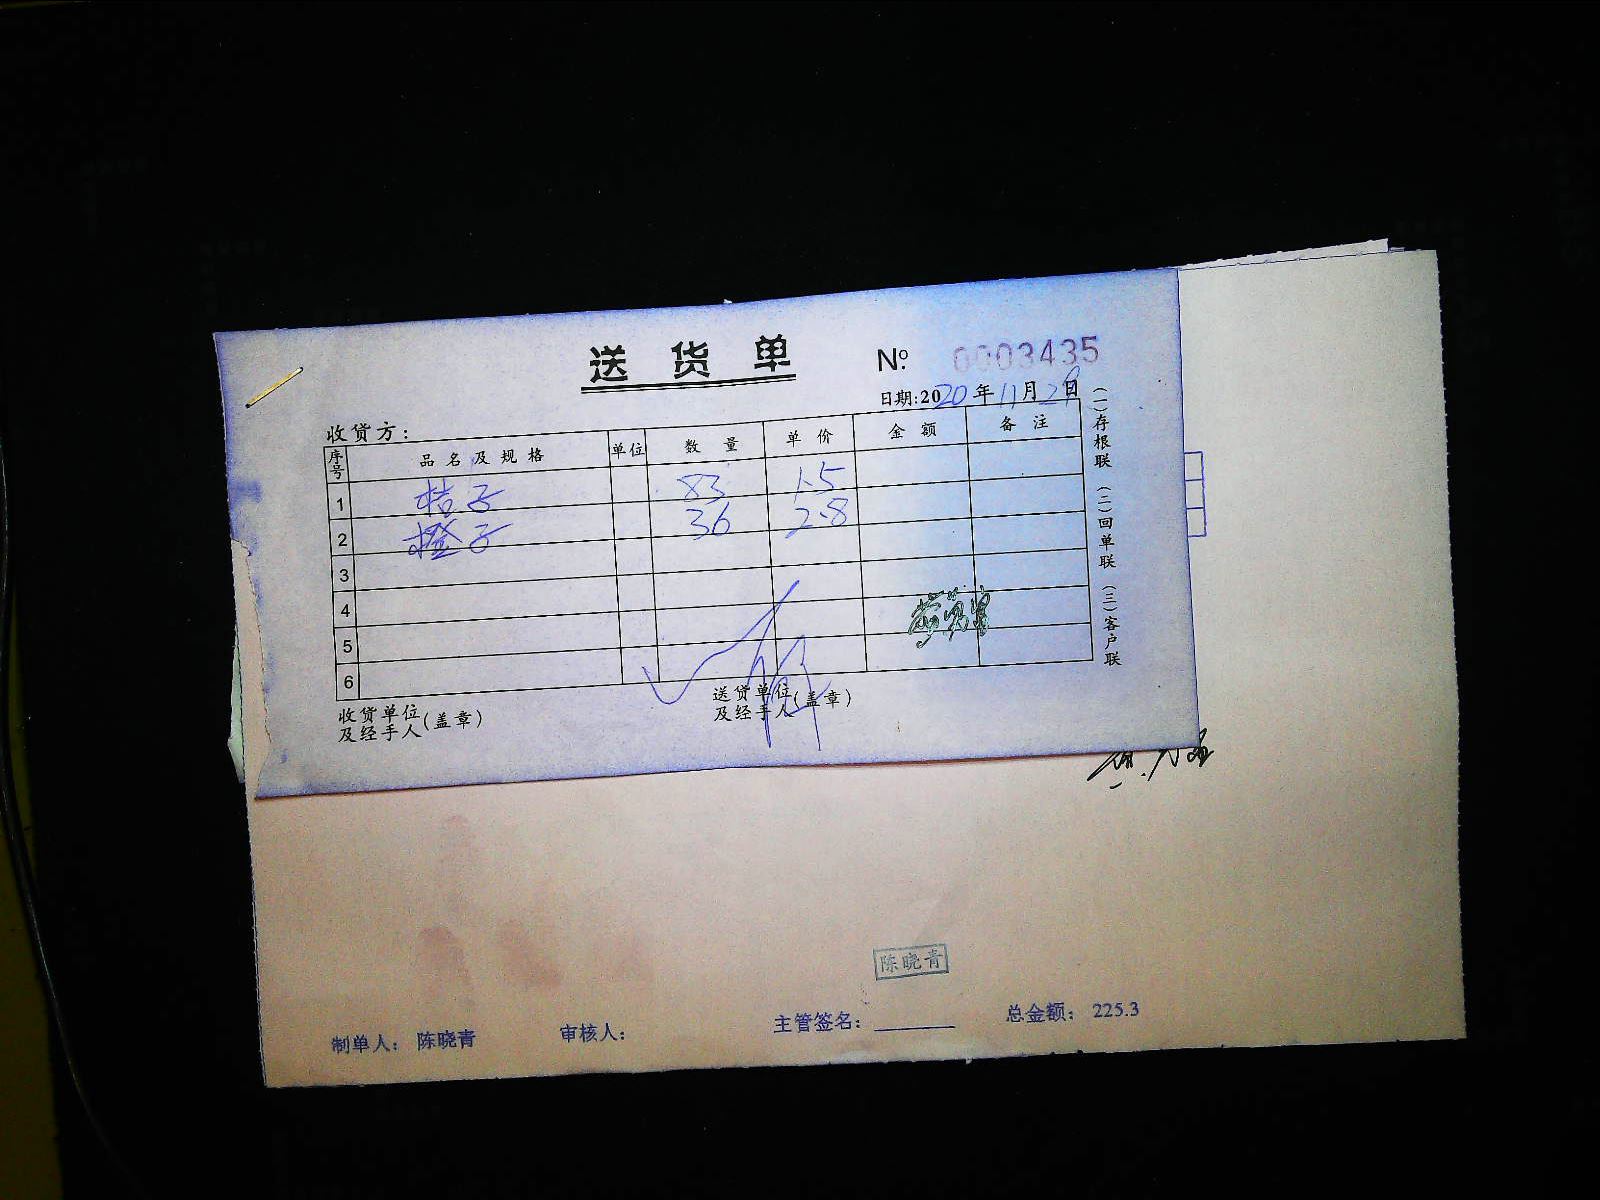 送货单 № 0003435
日期:2020年11月29日
收货方:
序号 品名及规格 单位 数量 单价 金额 备注
1 桔子 83 1.5
2 橙子 36 2.8
3
4
5
6
收货单位及经手人(盖章) 送货单位及经手人(盖章)
(一)存根联 (二)回单联 (三)客户联
陈晓青
制单人: 陈晓青 审核人: 主管签名: 总金额: 225.3